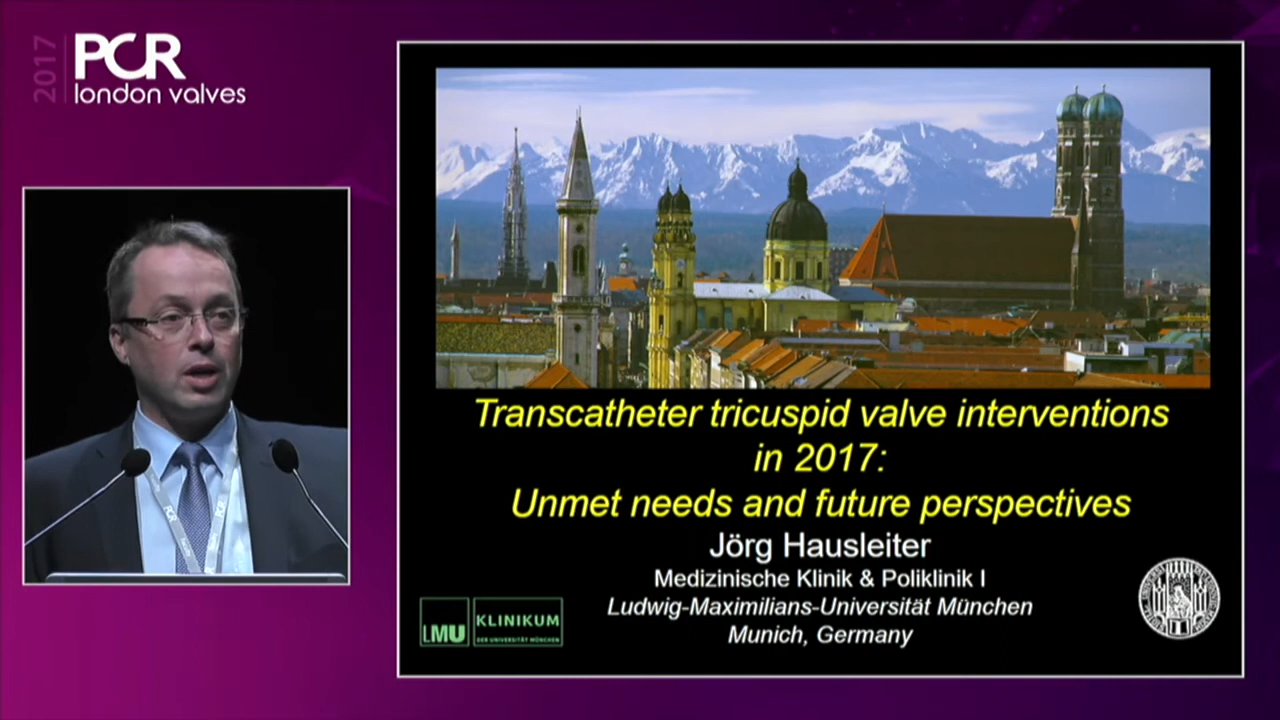 2017
PCR
london valves
Transcatheter tricuspid valve interventions
in 2017:
Unmet needs and future perspectives
Jörg Hausleiter
Medizinische Klinik & Poliklinik I
Ludwig-Maximilians-Universität München
Munich, Germany
LMU
KLINIKUM
DER UNIVERSITÄT MÜNCHEN
PCR